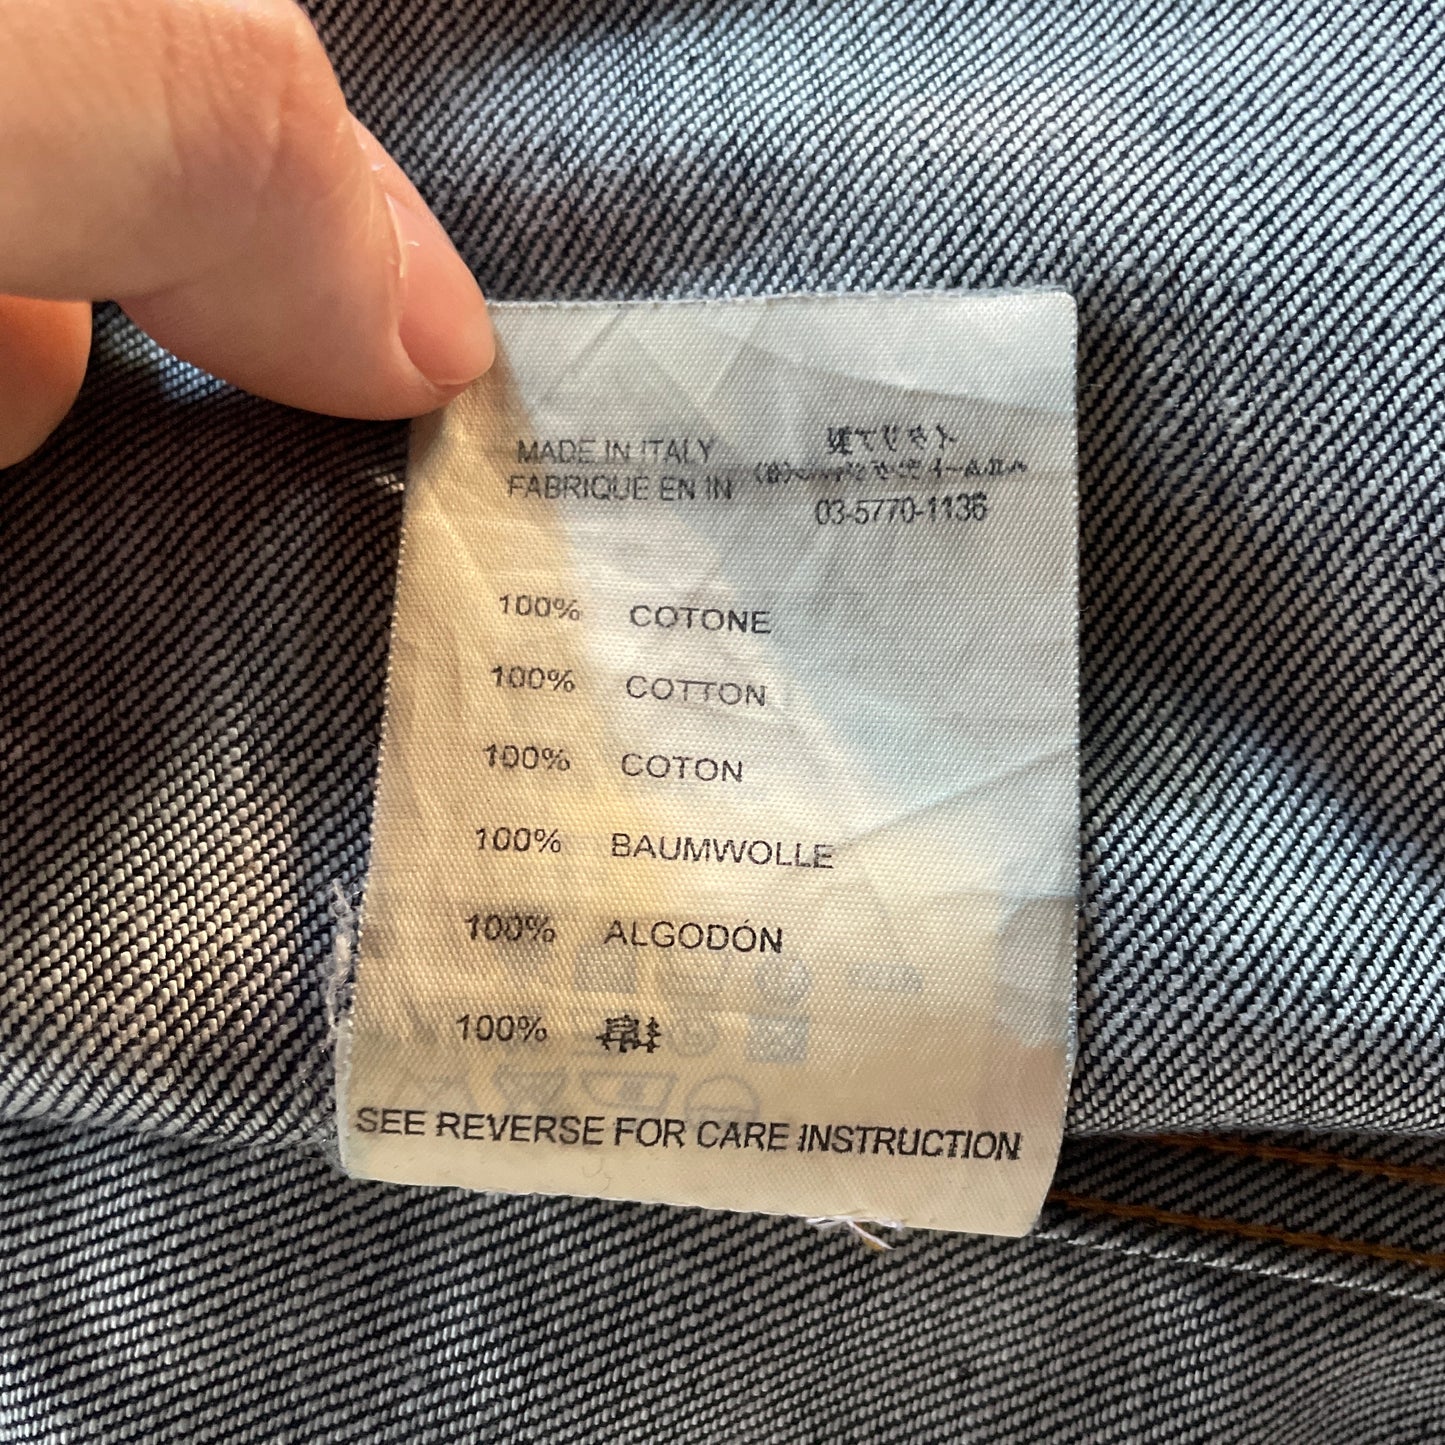 MADE IN ITALY
FABRIQUÉ EN IN
03-5770-1136
100% COTONE
100% COTTON
100% COTON
100% BAUMWOLLE
100% ALGODÓN
100%
SEE REVERSE FOR CARE INSTRUCTION